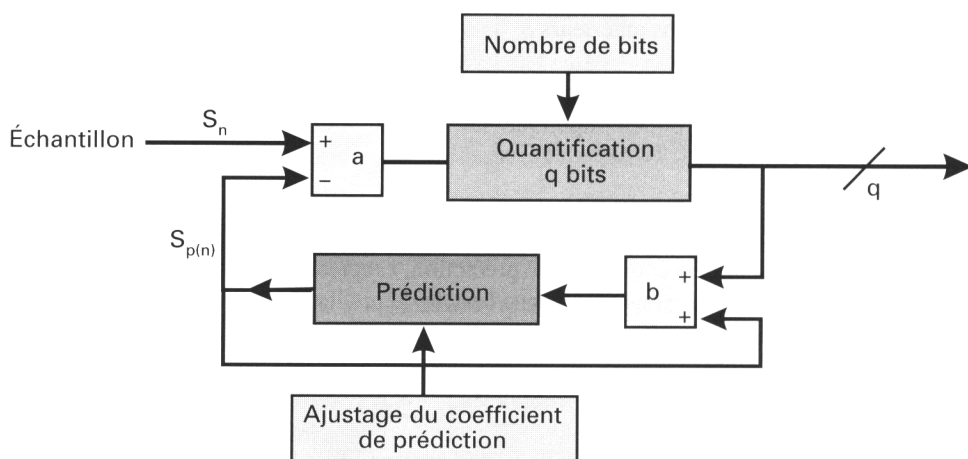 Nombre de bits
Échantillon
Sn
+
a
−
Quantification
q bits
q
Sp(n)
Prédiction
b
+
+
Ajustage du coefficient
de prédiction